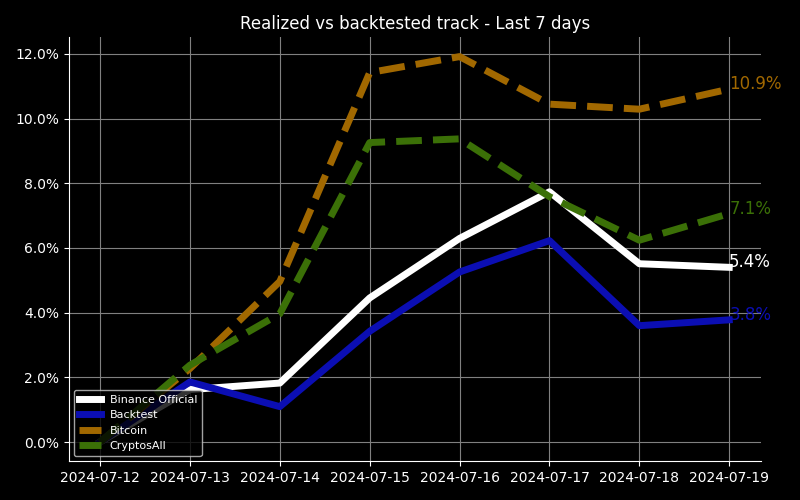 Realized vs backtested track - Last 7 days
12.0%
10.0%
8.0%
6.0%
4.0%
2.0%
0.0%
10.9%
7.1%
5.4%
3.8%
Binance Official
Backtest
Bitcoin
CryptosAll
2024-07-12 2024-07-13 2024-07-14 2024-07-15 2024-07-16 2024-07-17 2024-07-18 2024-07-19